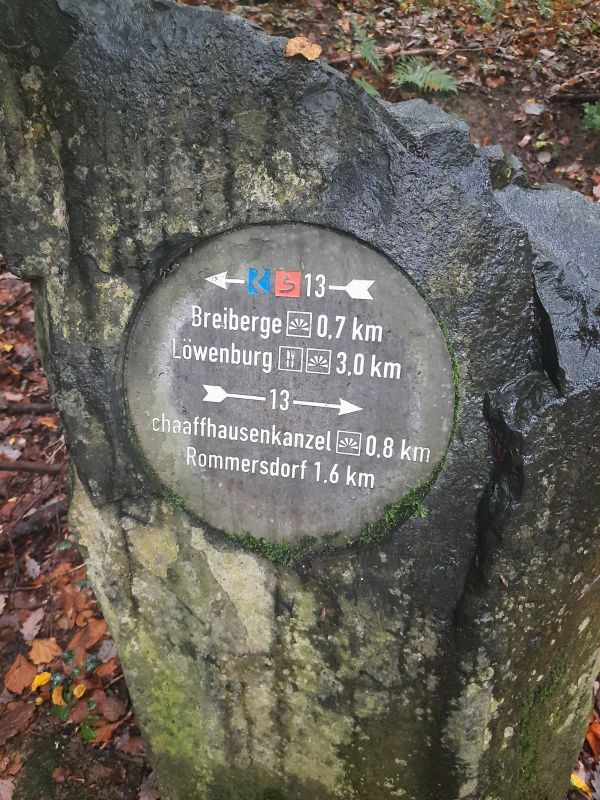 13
Breiberge 0,7 km
Löwenburg 3,0 km
13
chaaffhausenkanzel 0,8 km
Rommersdorf 1,6 km